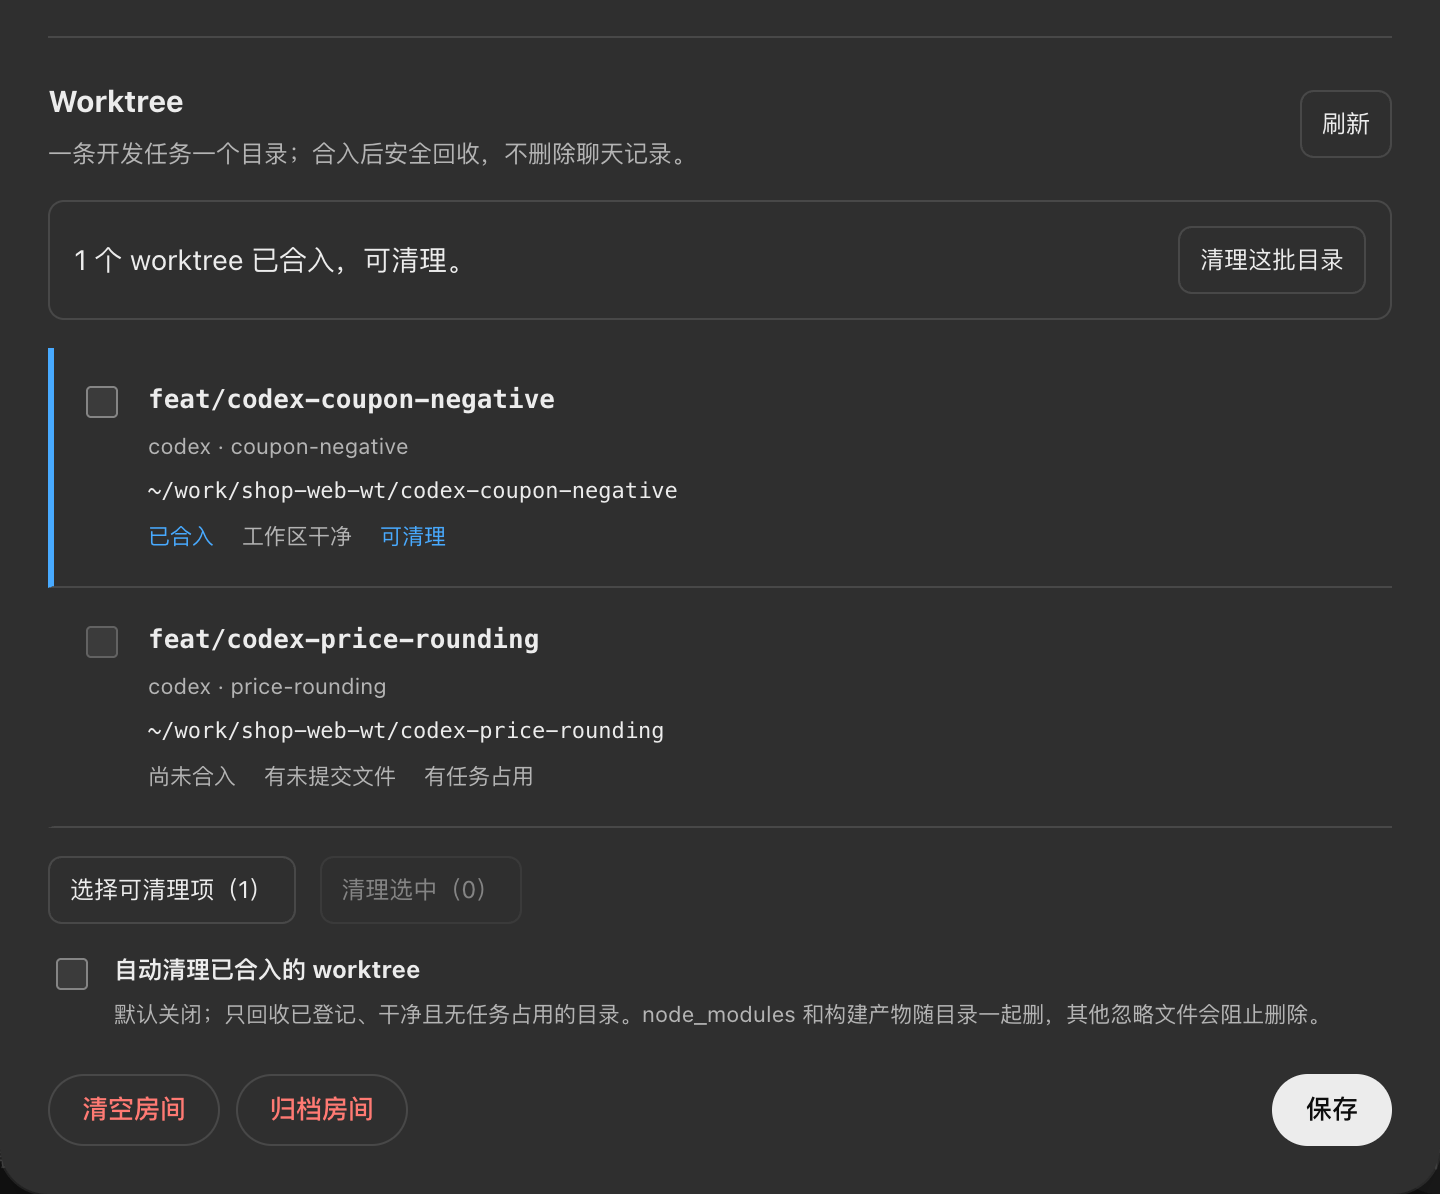 Worktree
刷新
一条开发任务一个目录；合入后安全回收，不删除聊天记录。
1 个 worktree 已合入，可清理。
清理这批目录
feat/codex-coupon-negative
codex · coupon-negative
~/work/shop-web-wt/codex-coupon-negative
已合入 工作区干净 可清理
feat/codex-price-rounding
codex · price-rounding
~/work/shop-web-wt/codex-price-rounding
尚未合入 有未提交文件 有任务占用
选择可清理项（1） 清理选中（0）
自动清理已合入的 worktree
默认关闭；只回收已登记、干净且无任务占用的目录。node_modules 和构建产物随目录一起删，其他忽略文件会阻止删除。
清空房间 归档房间 保存